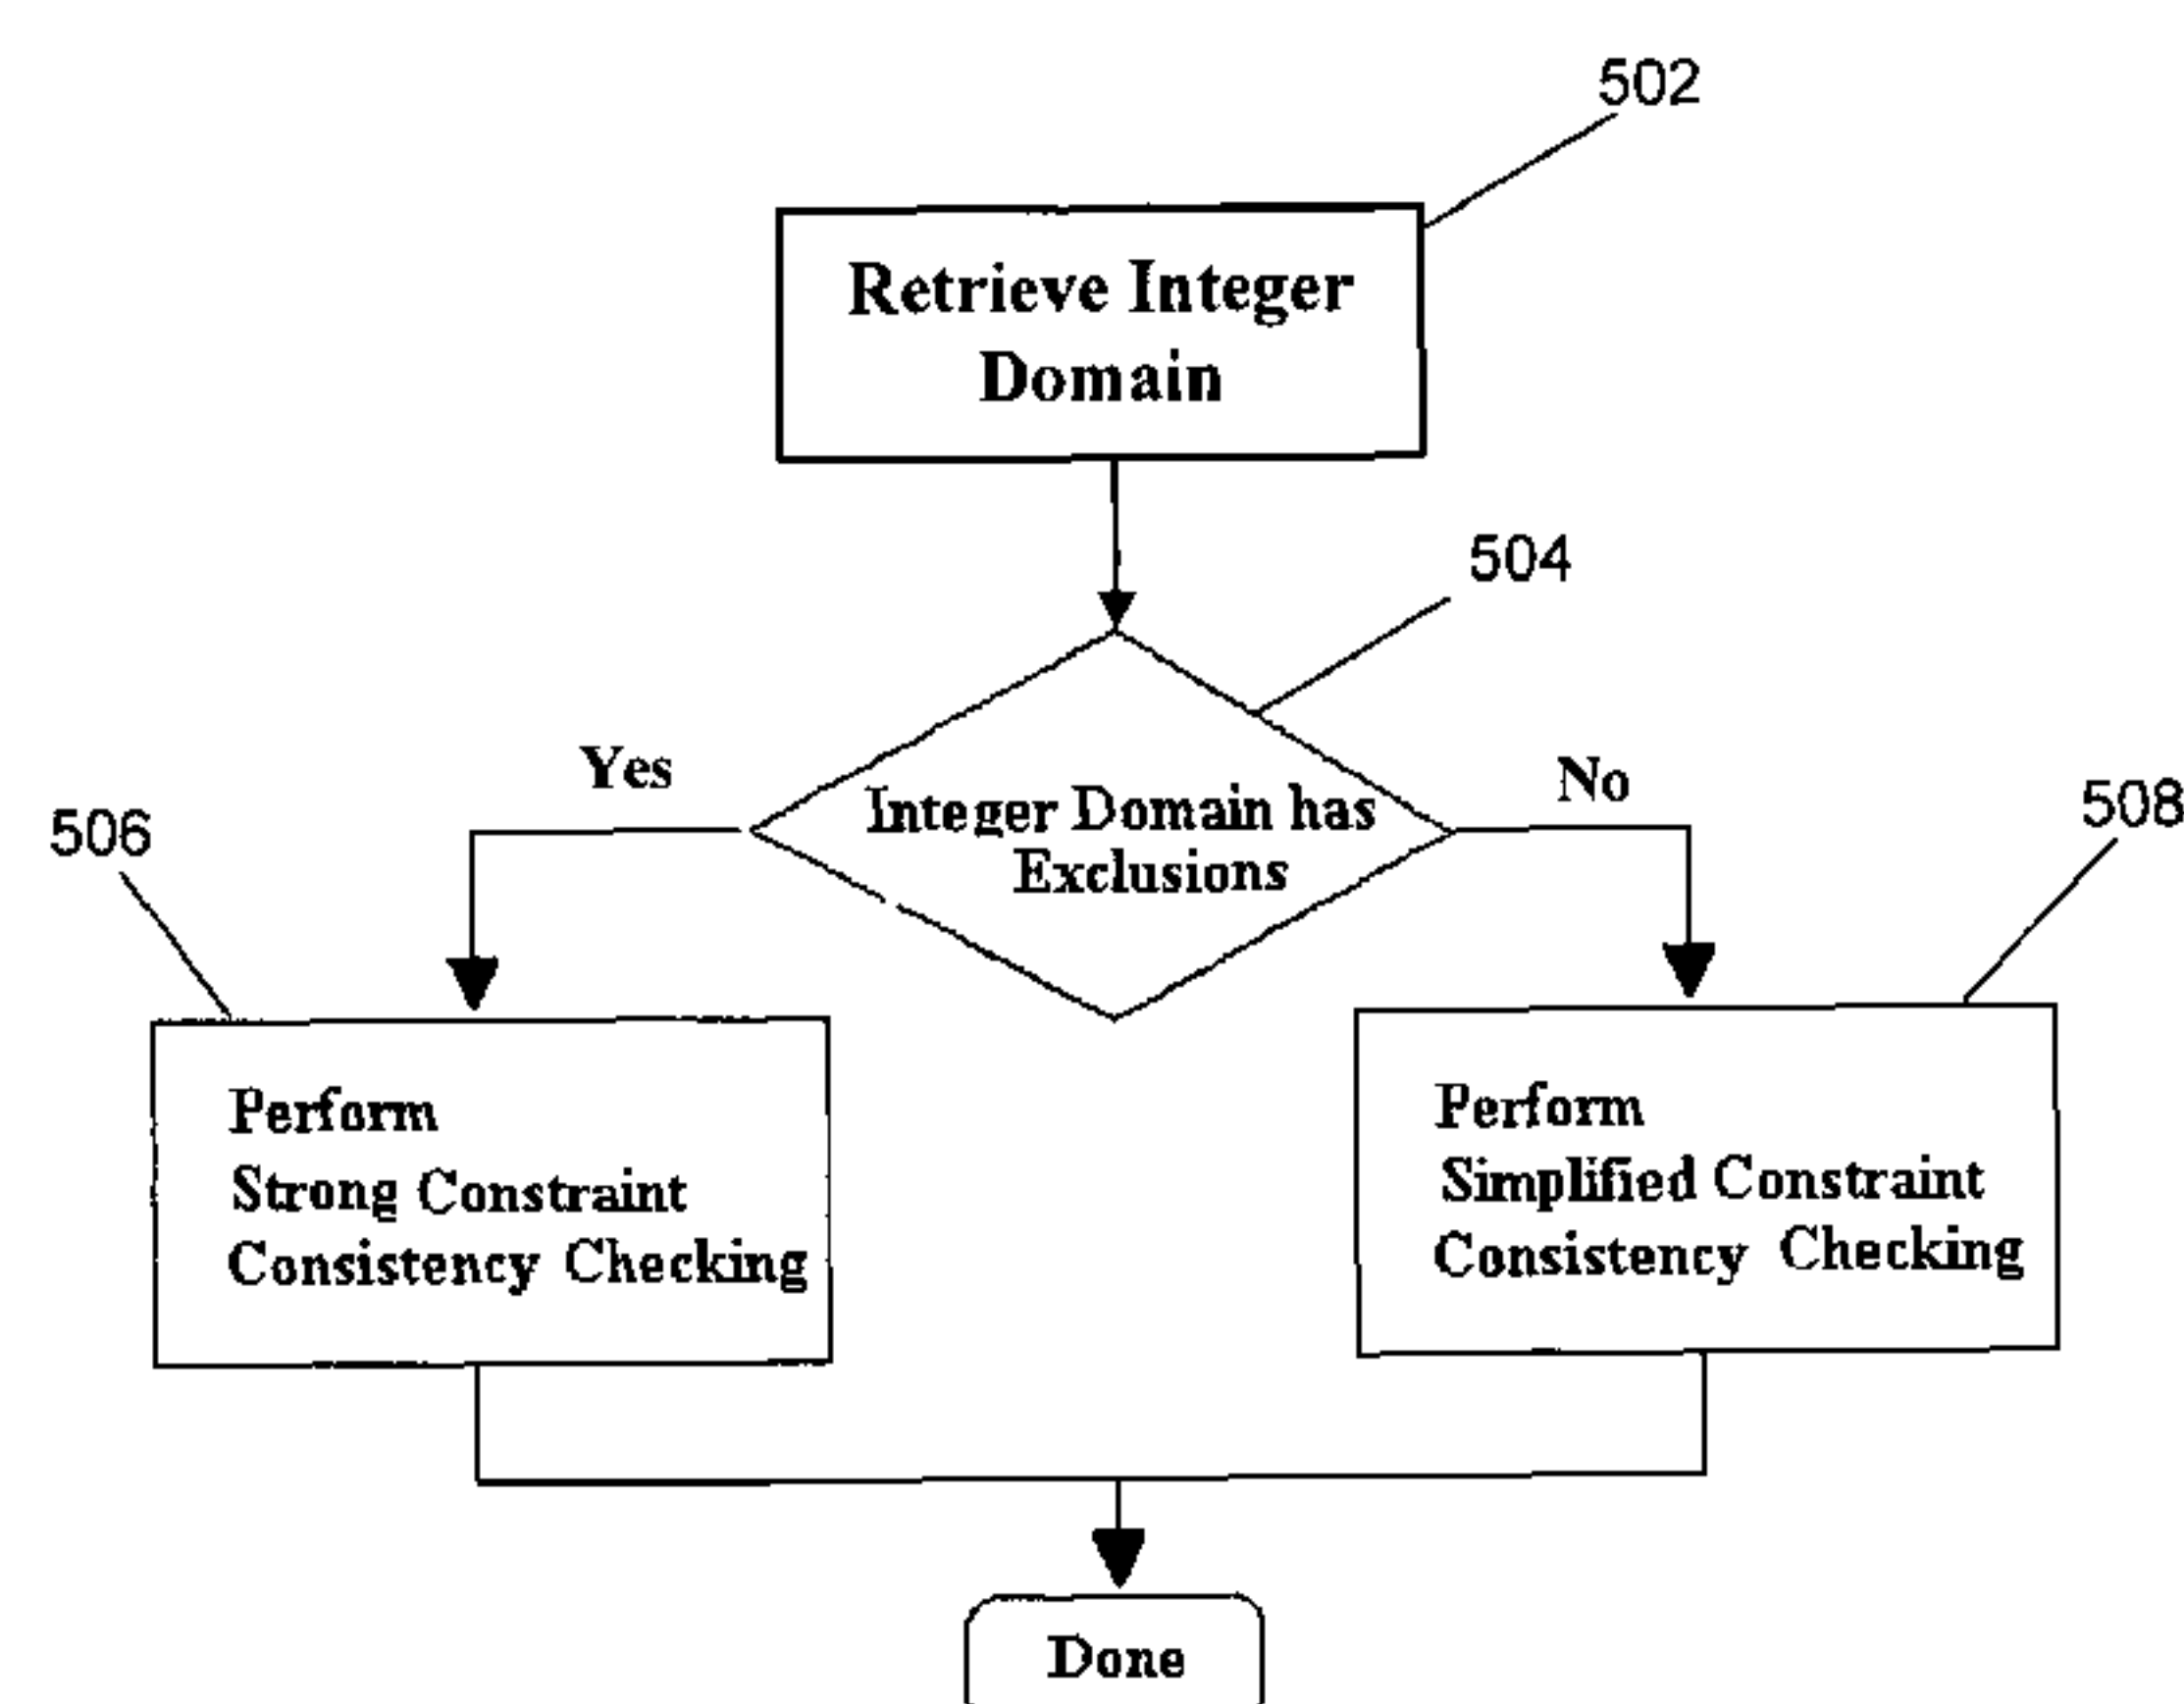 502
Retrieve Integer
Domain
504
Yes
No
Integer Domain has
Exclusions
506
508
Perform
Strong Constraint
Consistency Checking
Perform
Simplified Constraint
Consistency Checking
Done